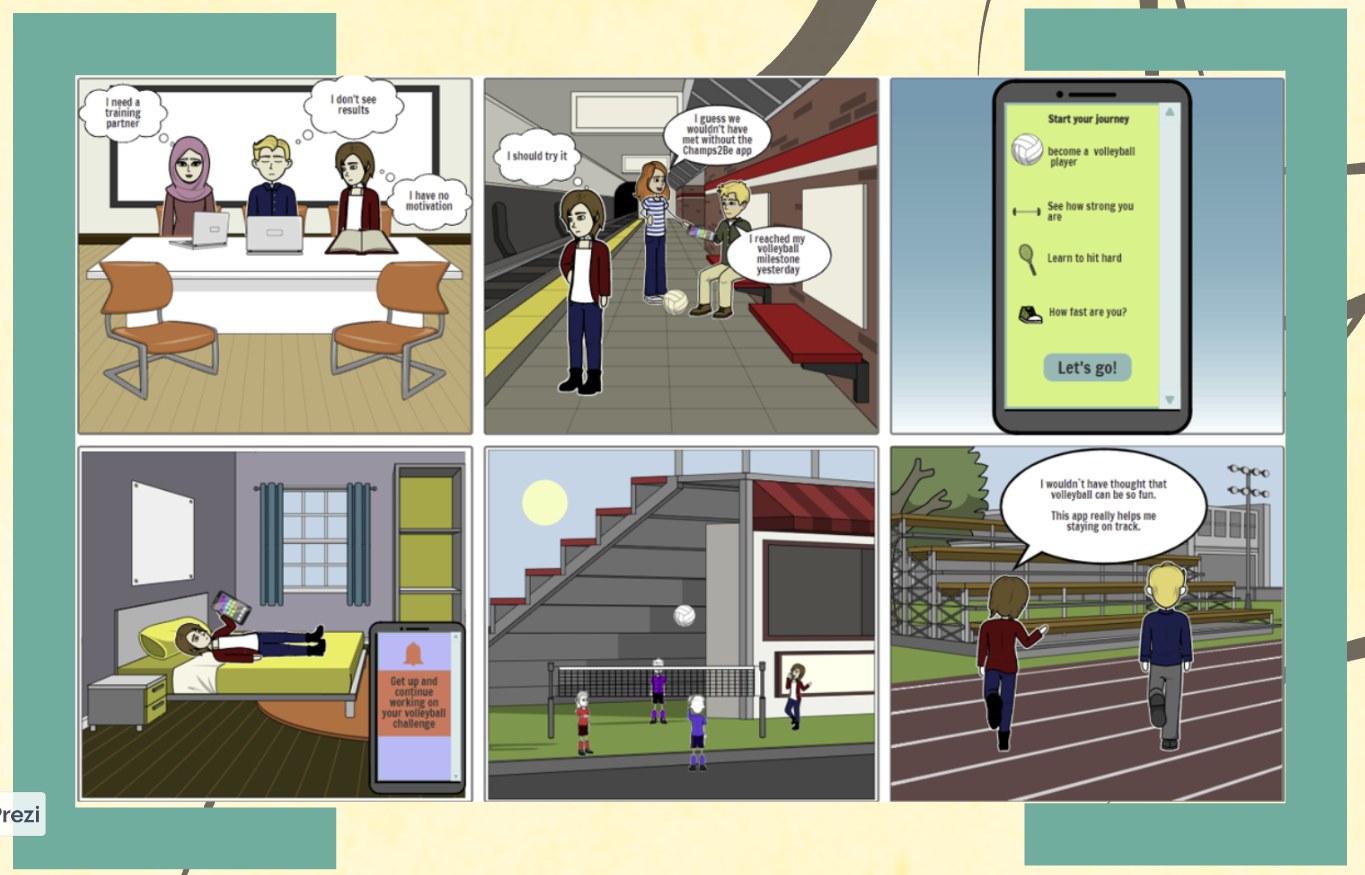 I need a
training
partner
I don't see
results
I have no
motivation
I should try it
I guess we
wouldn't have
met without the
Champs2Be app
I reached my
volleyball
milestone
yesterday
Start your journey
become a volleyball
player
See how strong you
are
Learn to hit hard
How fast are you?
Let's go!
Get up and
continue
working on
your volleyball
challenge
I wouldn`t have thought that
volleyball can be so fun.
This app really helps me
staying on track.
Prezi